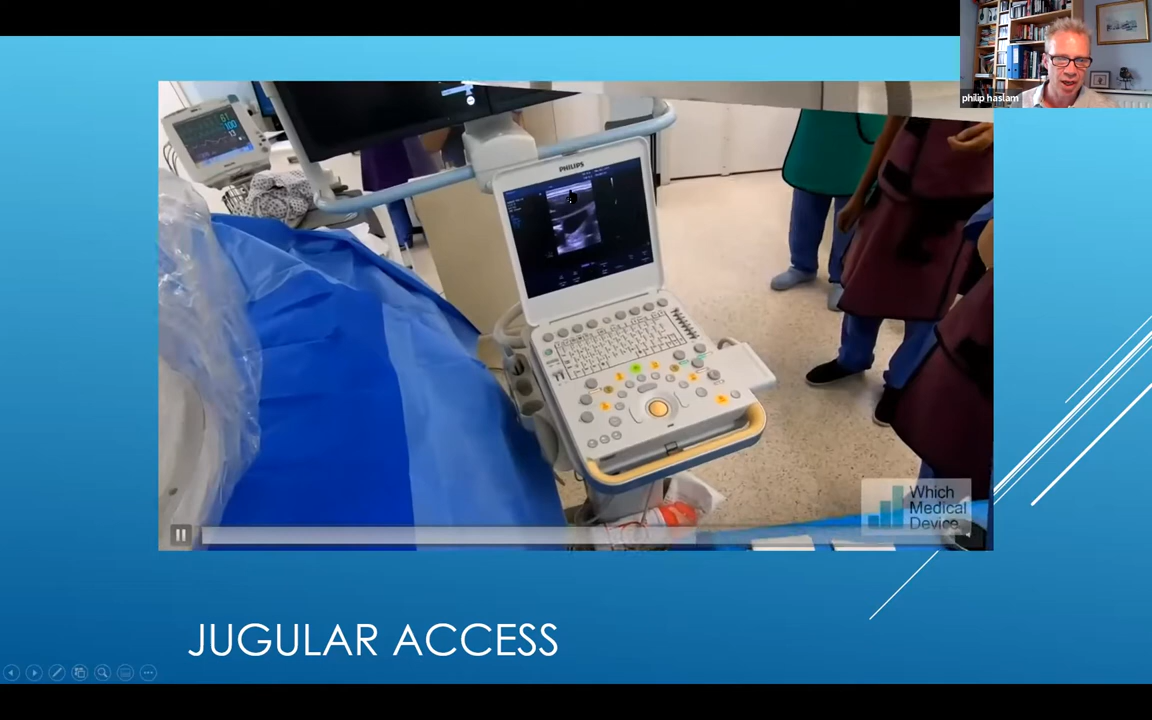 philip haslam
PHILIPS
Which
Medical
Device
JUGULAR ACCESS